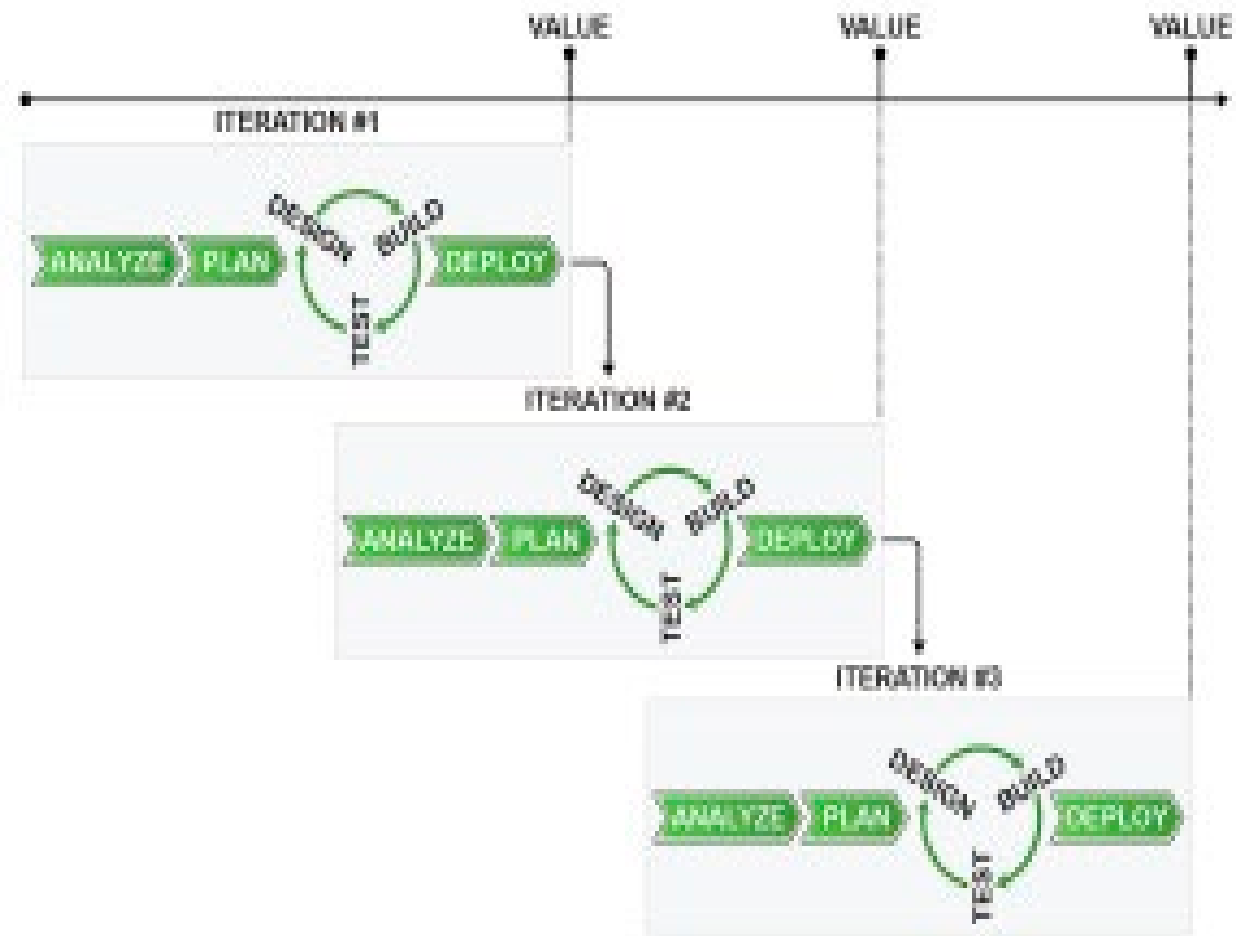 VALUE VALUE VALUE
ITERATION #1
DESIGN BUILD
ANALYZE PLAN DEPLOY
TEST
ITERATION #2
DESIGN BUILD
ANALYZE PLAN DEPLOY
TEST
ITERATION #3
DESIGN BUILD
ANALYZE PLAN DEPLOY
TEST